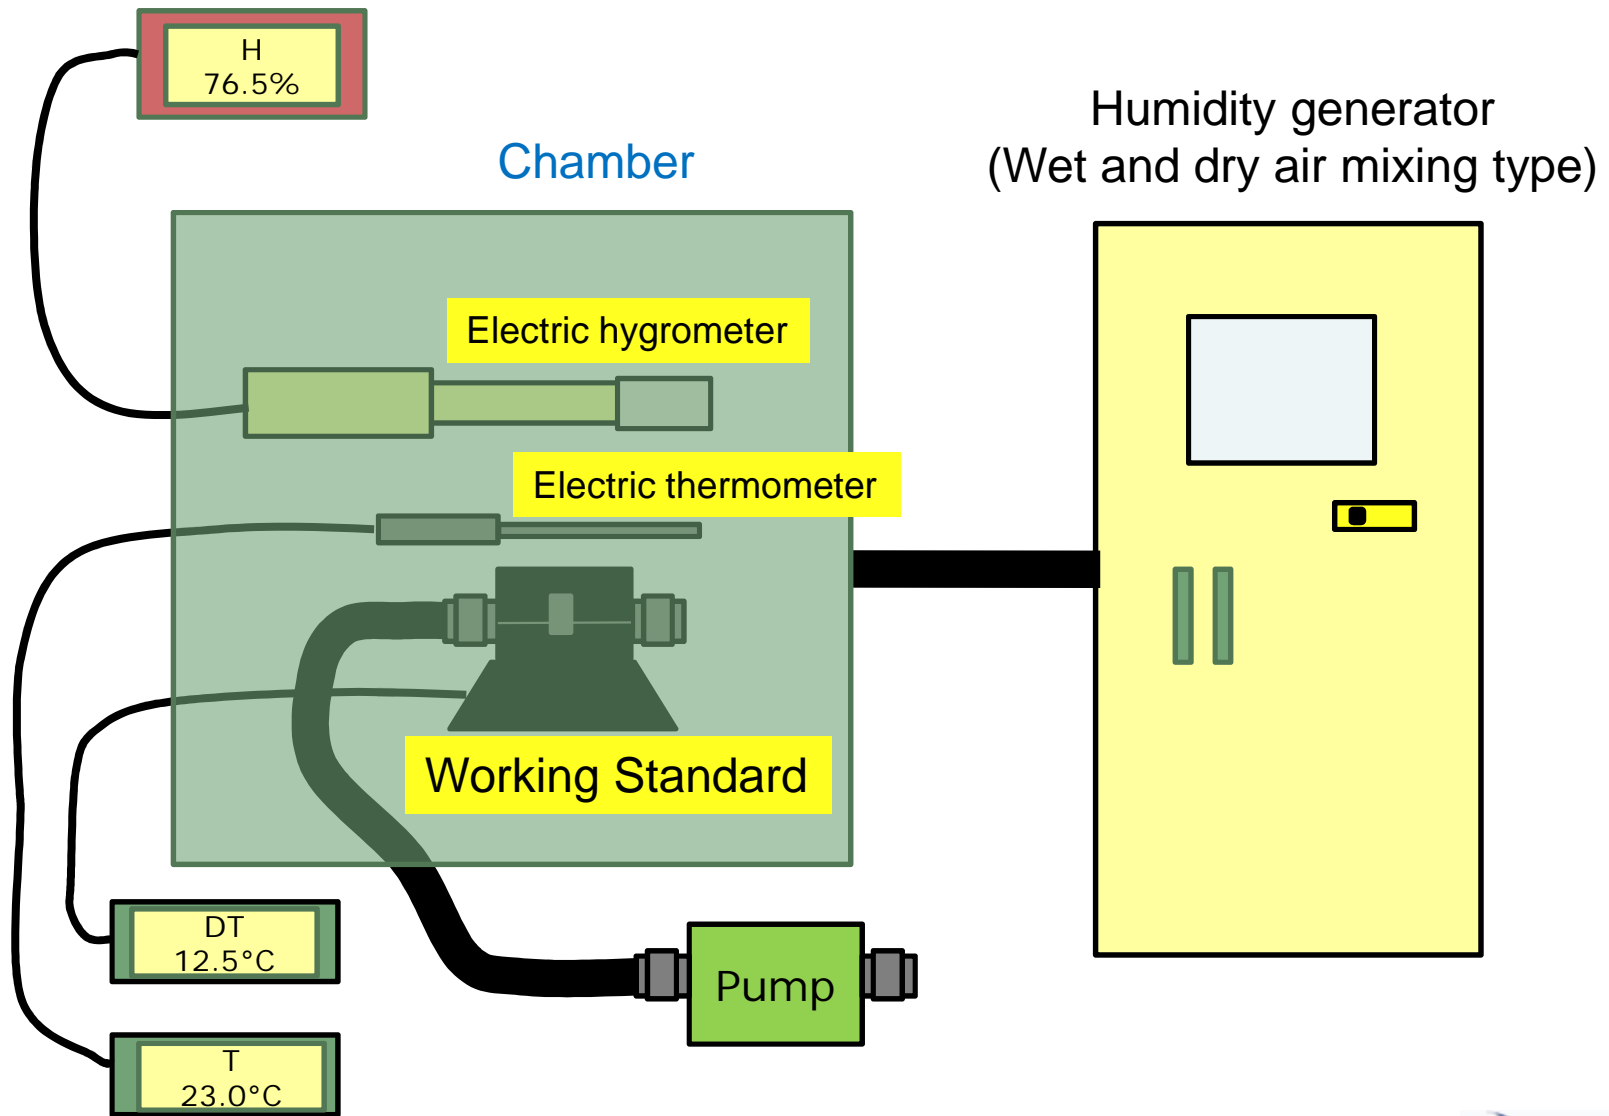 H
76.5%
Chamber
Humidity generator
(Wet and dry air mixing type)
Electric hygrometer
Electric thermometer
Working Standard
DT
12.5°C
Pump
T
23.0°C